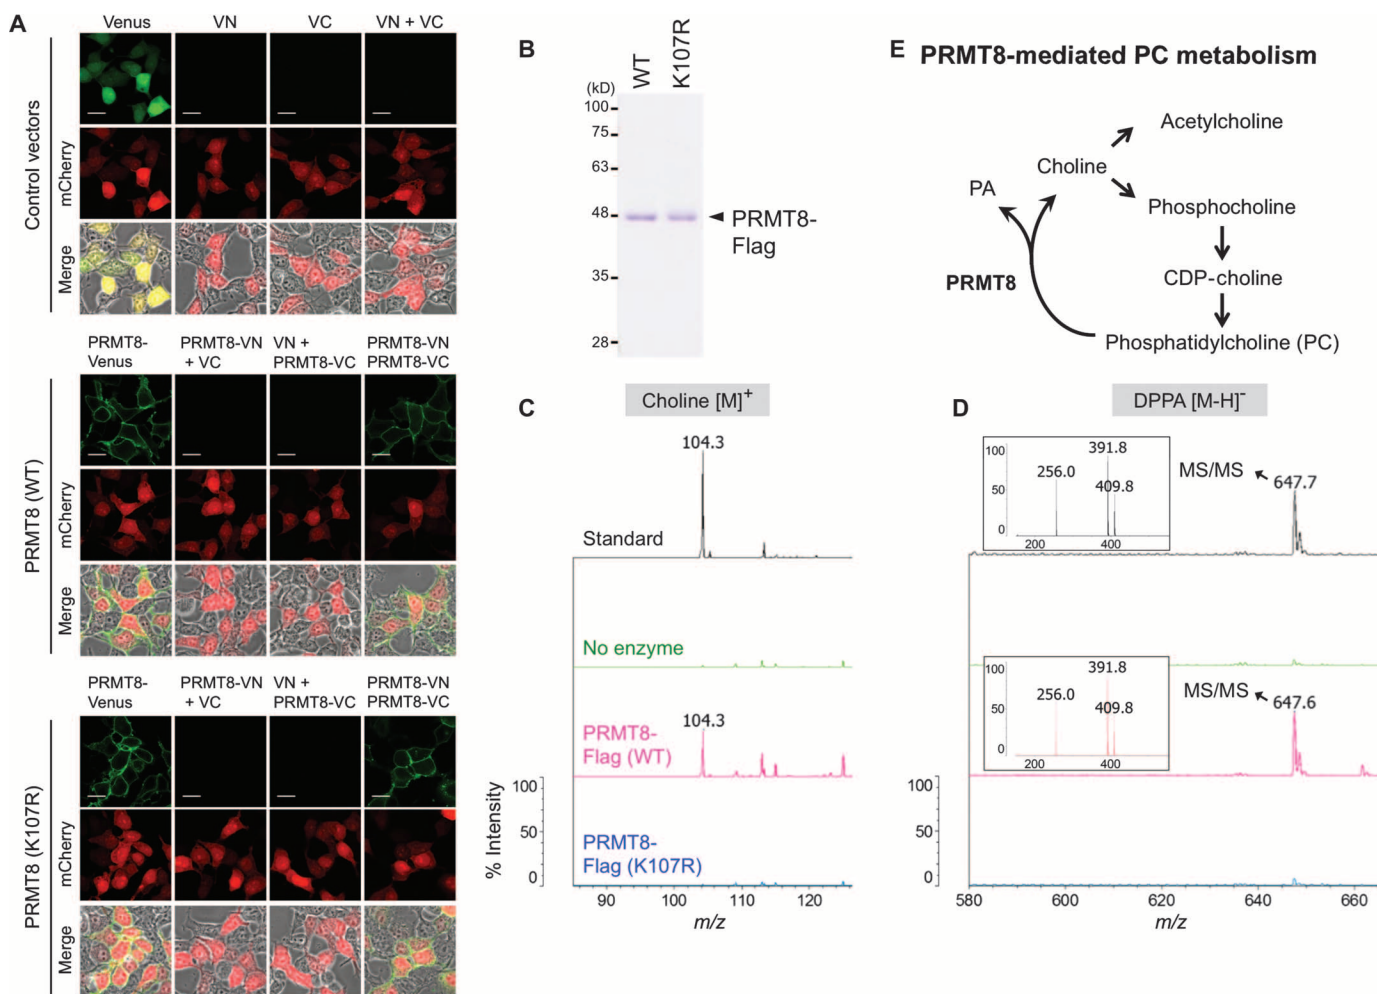 A
Venus
VN
VC
VN + VC
Control vectors
mCherry
Merge
PRMT8-
Venus
PRMT8-VN
+ VC
VN +
PRMT8-VC
PRMT8-VN
PRMT8-VC
PRMT8 (WT)
mCherry
Merge
PRMT8-
Venus
PRMT8-VN
+ VC
VN +
PRMT8-VC
PRMT8-VN
PRMT8-VC
PRMT8 (K107R)
mCherry
Merge
B
WT
K107R
(kD)
100
75
63
48
35
28
PRMT8-
Flag
E PRMT8-mediated PC metabolism
Acetylcholine
Choline
PA
Phosphocholine
PRMT8
CDP-choline
Phosphatidylcholine (PC)
C
Choline [M]+
104.3
Standard
No enzyme
104.3
PRMT8-
Flag (WT)
PRMT8-
Flag (K107R)
% Intensity
100
50
0
90 100 110 120
m/z
D
DPPA [M-H]-
100
50
0
391.8
256.0
409.8
200 400
MS/MS
647.7
100
50
0
391.8
256.0
409.8
200 400
MS/MS
647.6
100
50
0
580 600 620 640 660
m/z